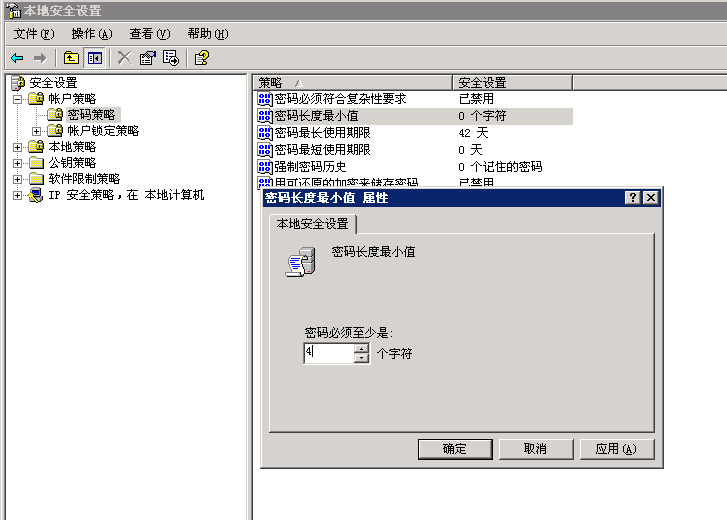 本地安全设置
文件(F) 操作(A) 查看(V) 帮助(H)
安全设置
帐户策略
密码策略
帐户锁定策略
本地策略
公钥策略
软件限制策略
IP 安全策略，在 本地计算机
策略 安全设置
密码必须符合复杂性要求 已禁用
密码长度最小值 0 个字符
密码最长使用期限 42 天
密码最短使用期限 0 天
强制密码历史 0 个记住的密码
用可还原的加密来储存密码 已禁用
密码长度最小值 属性
本地安全设置
密码长度最小值
密码必须至少是:
4 个字符
确定 取消 应用(A)